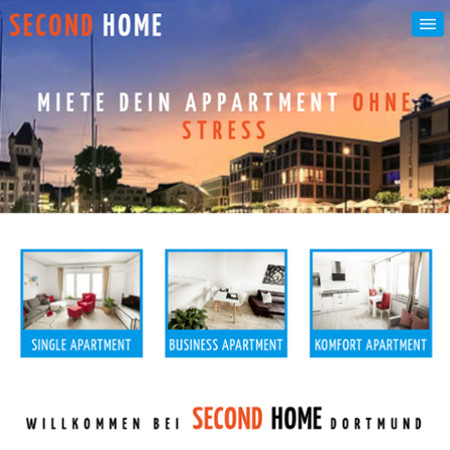 SECOND HOME
MIETE DEIN APPARTMENT OHNE
STRESS
SINGLE APARTMENT
BUSINESS APARTMENT
KOMFORT APARTMENT
WILLKOMMEN BEI SECOND HOME DORTMUND